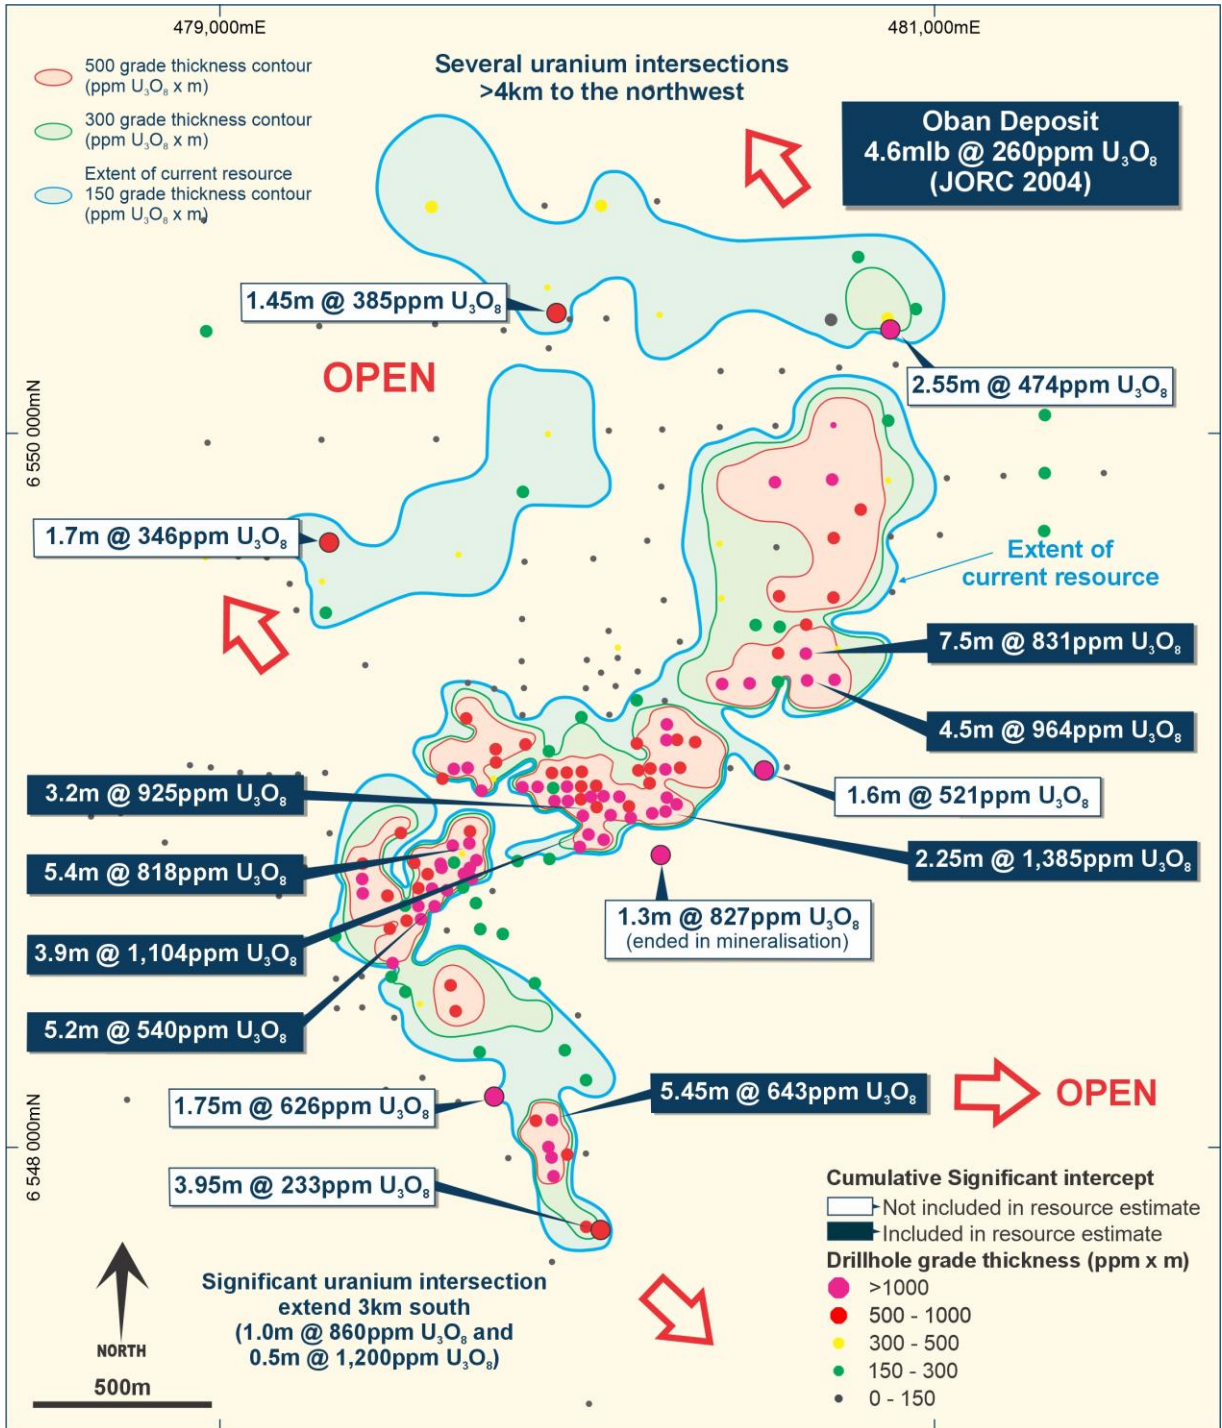 479,000mE
481,000mE
500 grade thickness contour
(ppm U₃O₈ x m)
300 grade thickness contour
(ppm U₃O₈ x m)
Extent of current resource
150 grade thickness contour
(ppm U₃O₈ x m)
Several uranium intersections
>4km to the northwest
Oban Deposit
4.6mlb @ 260ppm U₃O₈
(JORC 2004)
1.45m @ 385ppm U₃O₈
OPEN
2.55m @ 474ppm U₃O₈
6 550 000mN
1.7m @ 346ppm U₃O₈
Extent of
current resource
7.5m @ 831ppm U₃O₈
4.5m @ 964ppm U₃O₈
3.2m @ 925ppm U₃O₈
1.6m @ 521ppm U₃O₈
5.4m @ 818ppm U₃O₈
2.25m @ 1,385ppm U₃O₈
1.3m @ 827ppm U₃O₈
(ended in mineralisation)
3.9m @ 1,104ppm U₃O₈
5.2m @ 540ppm U₃O₈
5.45m @ 643ppm U₃O₈
OPEN
1.75m @ 626ppm U₃O₈
6 548 000mN
3.95m @ 233ppm U₃O₈
Cumulative Significant intercept
Not included in resource estimate
Included in resource estimate
Drillhole grade thickness (ppm x m)
>1000
500 - 1000
300 - 500
150 - 300
0 - 150
Significant uranium intersection
extend 3km south
(1.0m @ 860ppm U₃O₈ and
0.5m @ 1,200ppm U₃O₈)
NORTH
500m